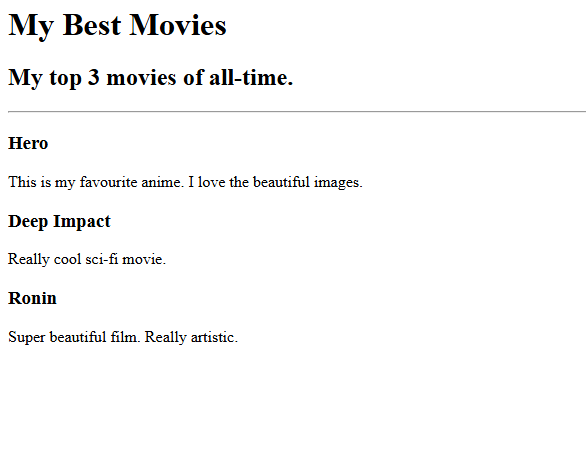 My Best Movies
My top 3 movies of all-time.
Hero
This is my favourite anime. I love the beautiful images.
Deep Impact
Really cool sci-fi movie.
Ronin
Super beautiful film. Really artistic.